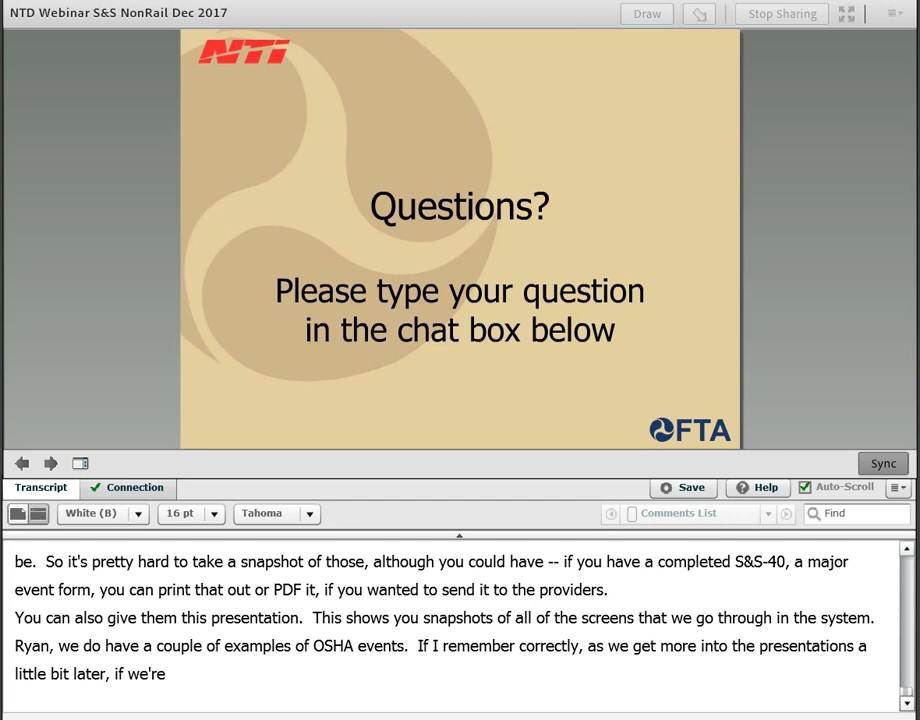 NTD Webinar S&S NonRail Dec 2017
Draw
Stop Sharing
NTI
Questions?
Please type your question
in the chat box below
FTA
Sync
Transcript
Connection
Save
Help
Auto-Scroll
White (B)
16 pt
Tahoma
Comments List
Find
be.  So it's pretty hard to take a snapshot of those, although you could have -- if you have a completed S&S-40, a major
event form, you can print that out or PDF it, if you wanted to send it to the providers.
You can also give them this presentation.  This shows you snapshots of all of the screens that we go through in the system.
Ryan, we do have a couple of examples of OSHA events.  If I remember correctly, as we get more into the presentations a
little bit later, if we're